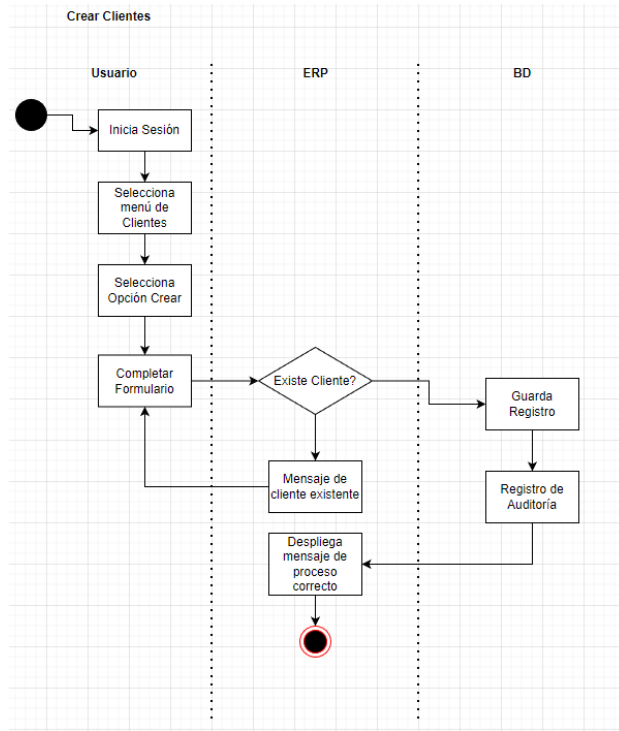 Crear Clientes
Usuario
ERP
BD
Inicia Sesión
Selecciona
menú de
Clientes
Selecciona
Opción Crear
Completar
Formulario
Existe Cliente?
Guarda
Registro
Mensaje de
cliente existente
Registro de
Auditoría
Despliega
mensaje de
proceso
correcto